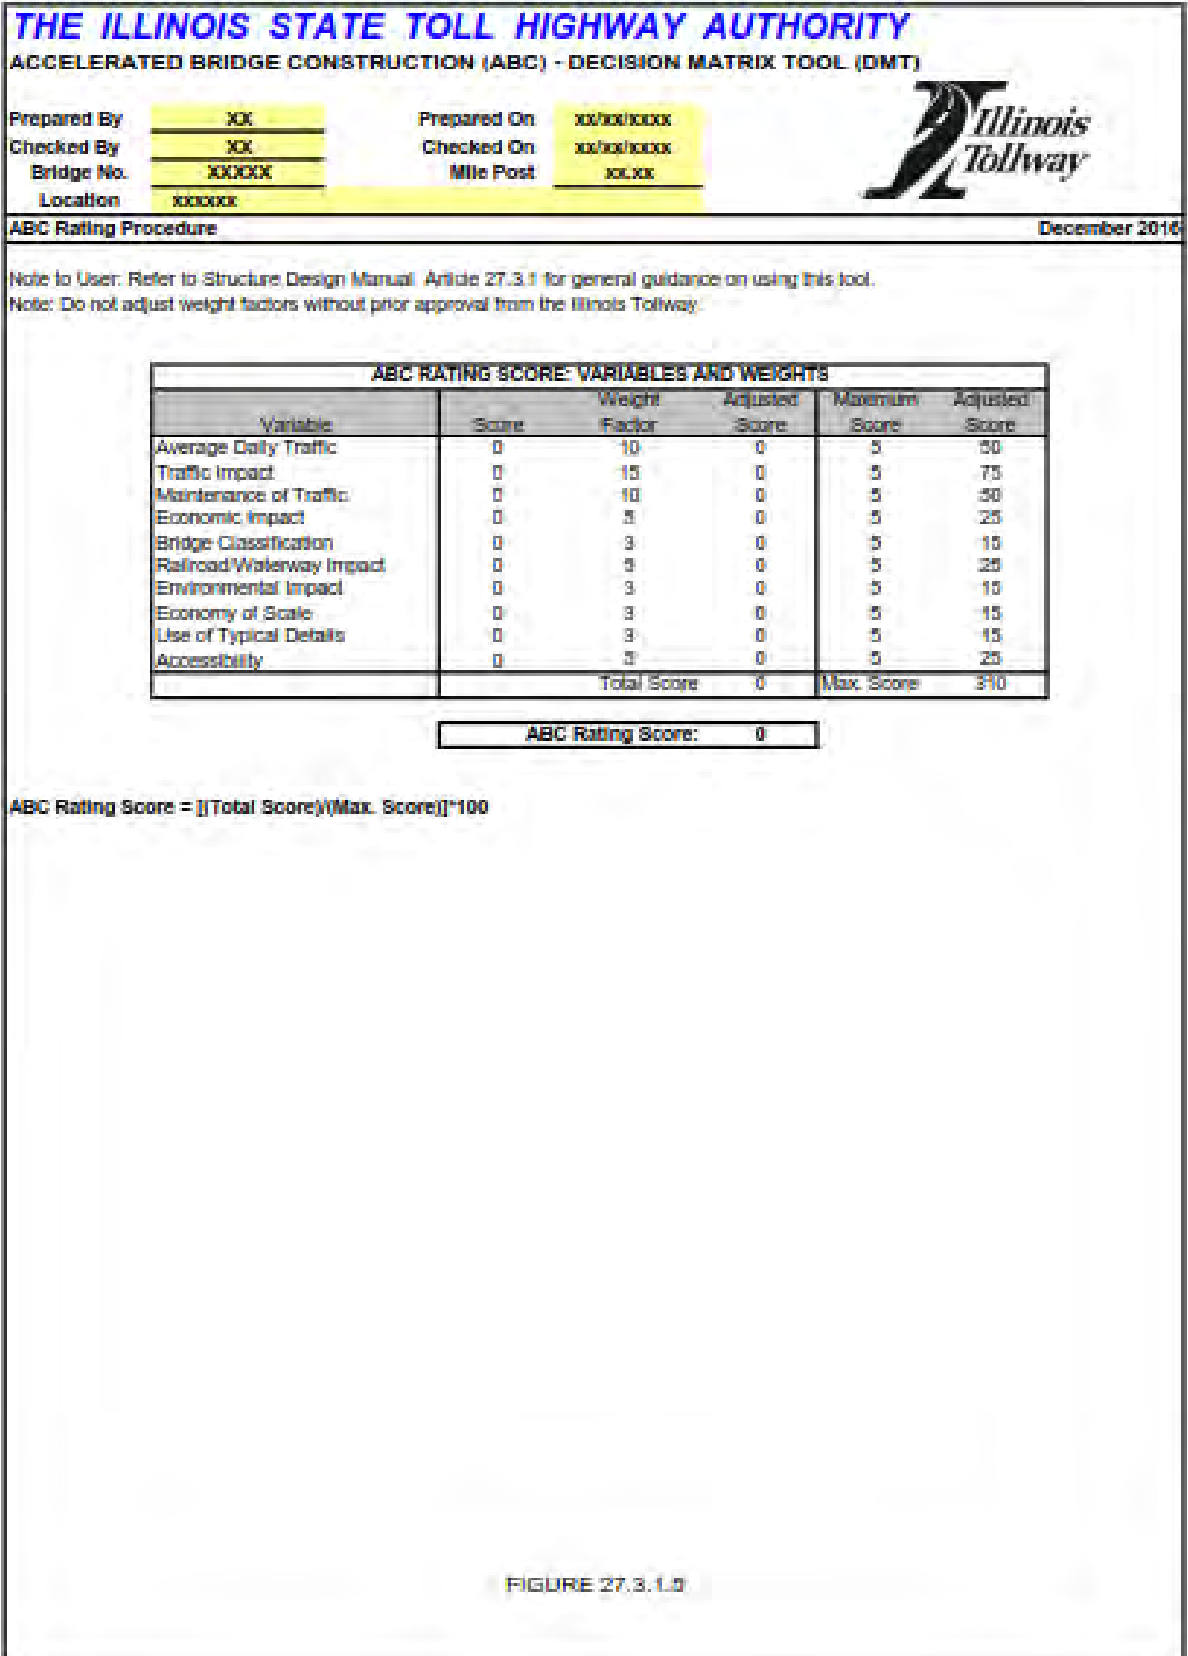 THE ILLINOIS STATE TOLL HIGHWAY AUTHORITY
ACCELERATED BRIDGE CONSTRUCTION (ABC) - DECISION MATRIX TOOL (DMT)
Illinois Tollway
Prepared By XX Prepared On xx/xx/xxxx
Checked By XX Checked On xx/xx/xxxx
Bridge No. XXXXX Mile Post xx.xx
Location xxxxxx
ABC Rating Procedure December 2016
Note to User: Refer to Structure Design Manual Article 27.3.1 for general guidance on using this tool.
Note: Do not adjust weight factors without prior approval from the Illinois Tollway.
ABC RATING SCORE: VARIABLES AND WEIGHTS
Variable Score Weight Factor Adjusted Score Maximum Score Adjusted Score
Average Daily Traffic 0 10 0 5 50
Traffic Impact 0 15 0 5 75
Maintenance of Traffic 0 10 0 5 50
Economic Impact 0 5 0 5 25
Bridge Classification 0 3 0 5 15
Railroad/Waterway Impact 0 5 0 5 25
Environmental Impact 0 3 0 5 15
Economy of Scale 0 3 0 5 15
Use of Typical Details 0 3 0 5 15
Accessibility 0 5 0 5 25
Total Score 0 Max. Score 310
ABC Rating Score: 0
ABC Rating Score = [(Total Score)/(Max. Score)]*100
FIGURE 27.3.1.5